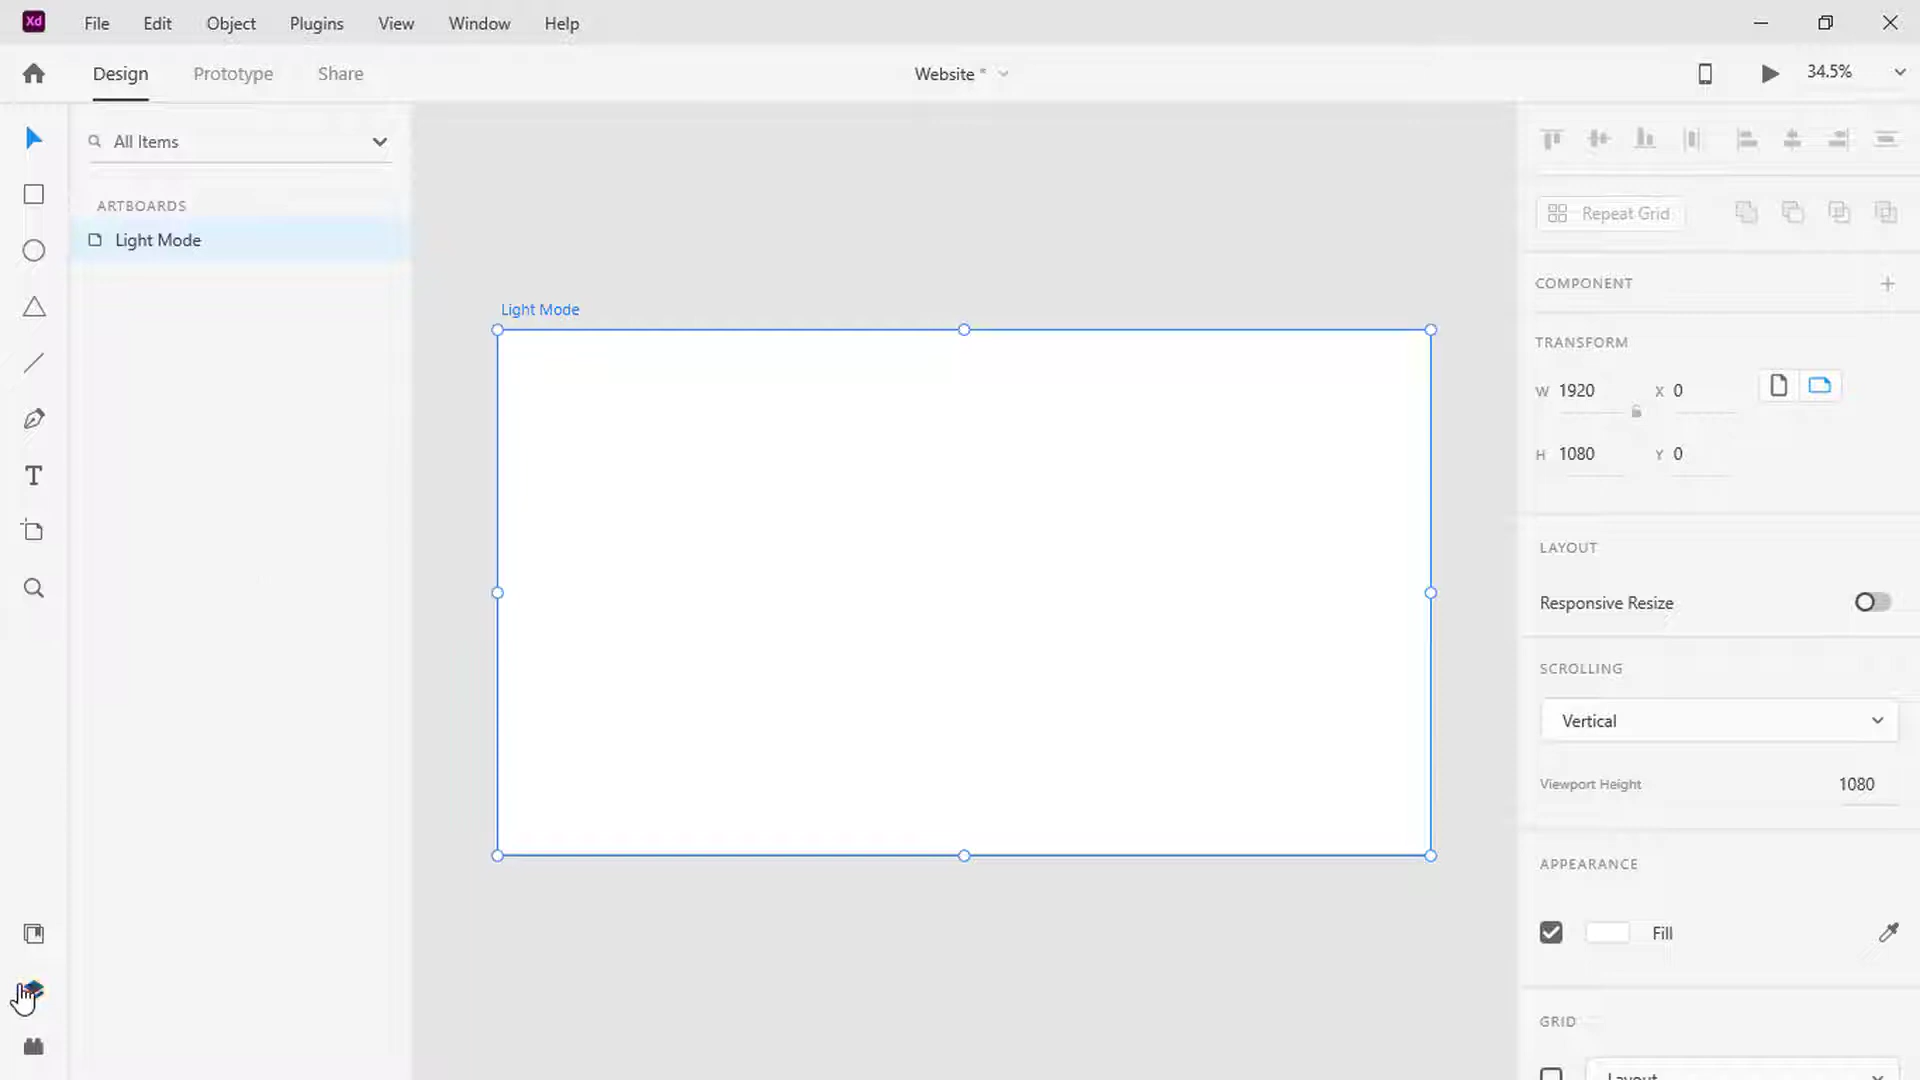 Xd File Edit Object Plugins View Window Help
Design Prototype Share Website * 34.5%
All Items
ARTBOARDS
Light Mode
Light Mode
Repeat Grid
COMPONENT
TRANSFORM
W 1920 X 0
H 1080 Y 0
LAYOUT
Responsive Resize
SCROLLING
Vertical
Viewport Height 1080
APPEARANCE
Fill
GRID
Layout